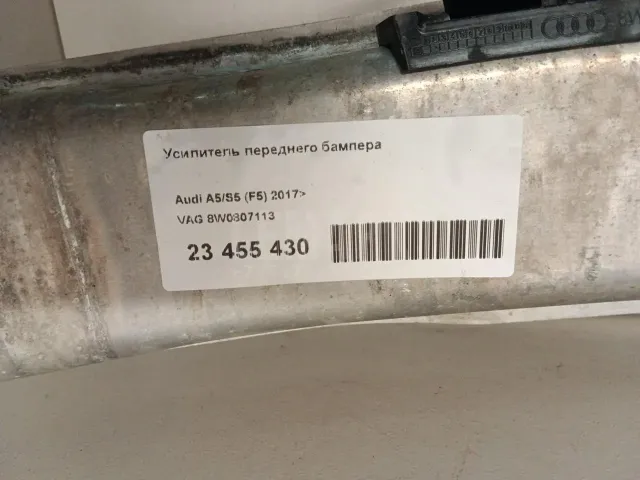 Усилитель переднего бампера
Audi A5/S5 (F5) 2017>
VAG 8W0807113
23 455 430